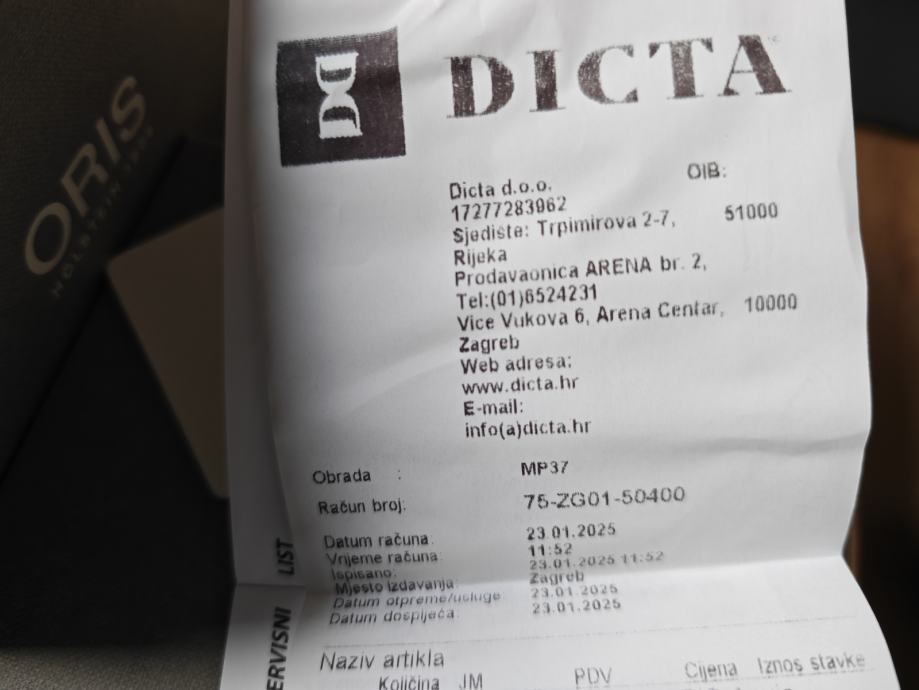 ORIS
HÖLSTEIN 1904
DICTA
Dicta d.o.o. OIB:
17277283962
Sjedište: Trpimirova 2-7, 51000
Rijeka
Prodavaonica ARENA br. 2,
Tel:(01)6524231
Vice Vukova 6, Arena Centar, 10000
Zagreb
Web adresa:
www.dicta.hr
E-mail:
info(a)dicta.hr
Obrada : MP37
Račun broj: 75-ZG01-50400
Datum računa: 23.01.2025
Vrijeme računa: 11:52
Ispisano: 23.01.2025 11:52
Mjesto izdavanja: Zagreb
Datum otpreme/usluge: 23.01.2025
Datum dospijeća: 23.01.2025
Naziv artikla
Količina JM PDV Cijena Iznos stavke
ERVISNI LIST